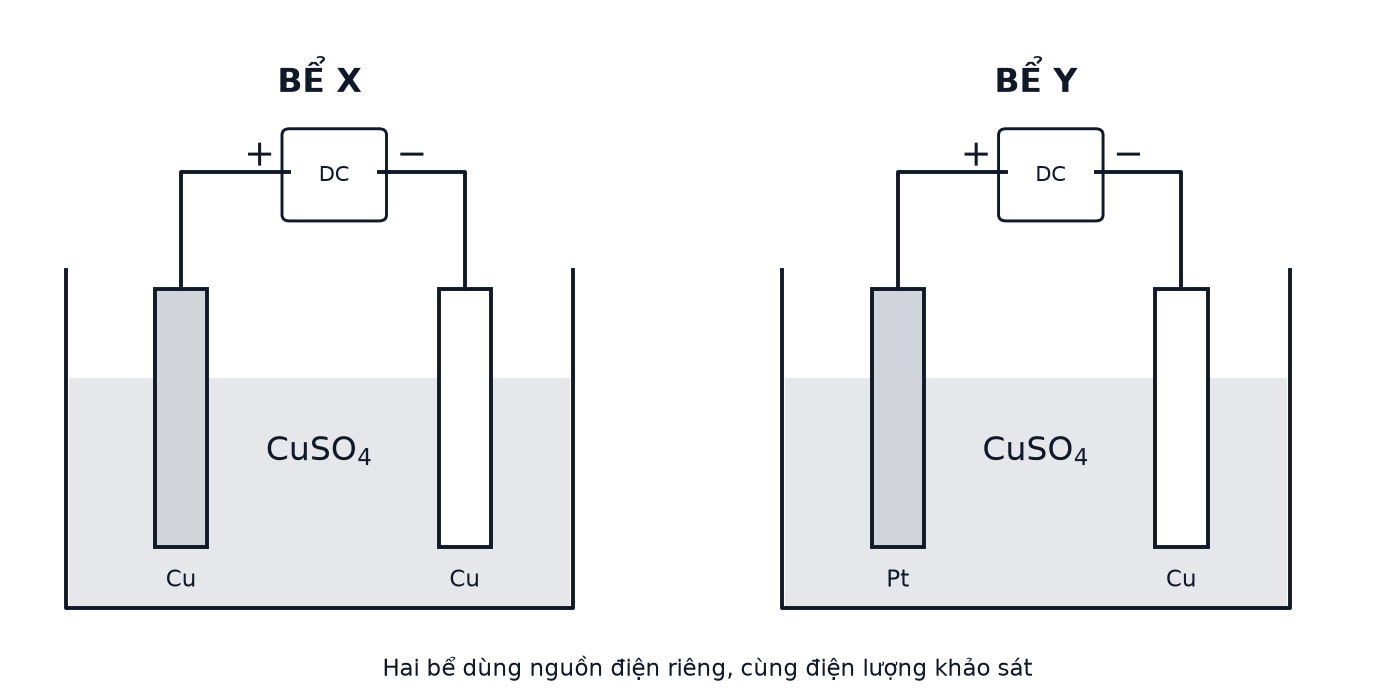 BỂ X
BỂ Y
+ DC −
+ DC −
CuSO₄
CuSO₄
Cu
Cu
Pt
Cu
Hai bể dùng nguồn điện riêng, cùng điện lượng khảo sát